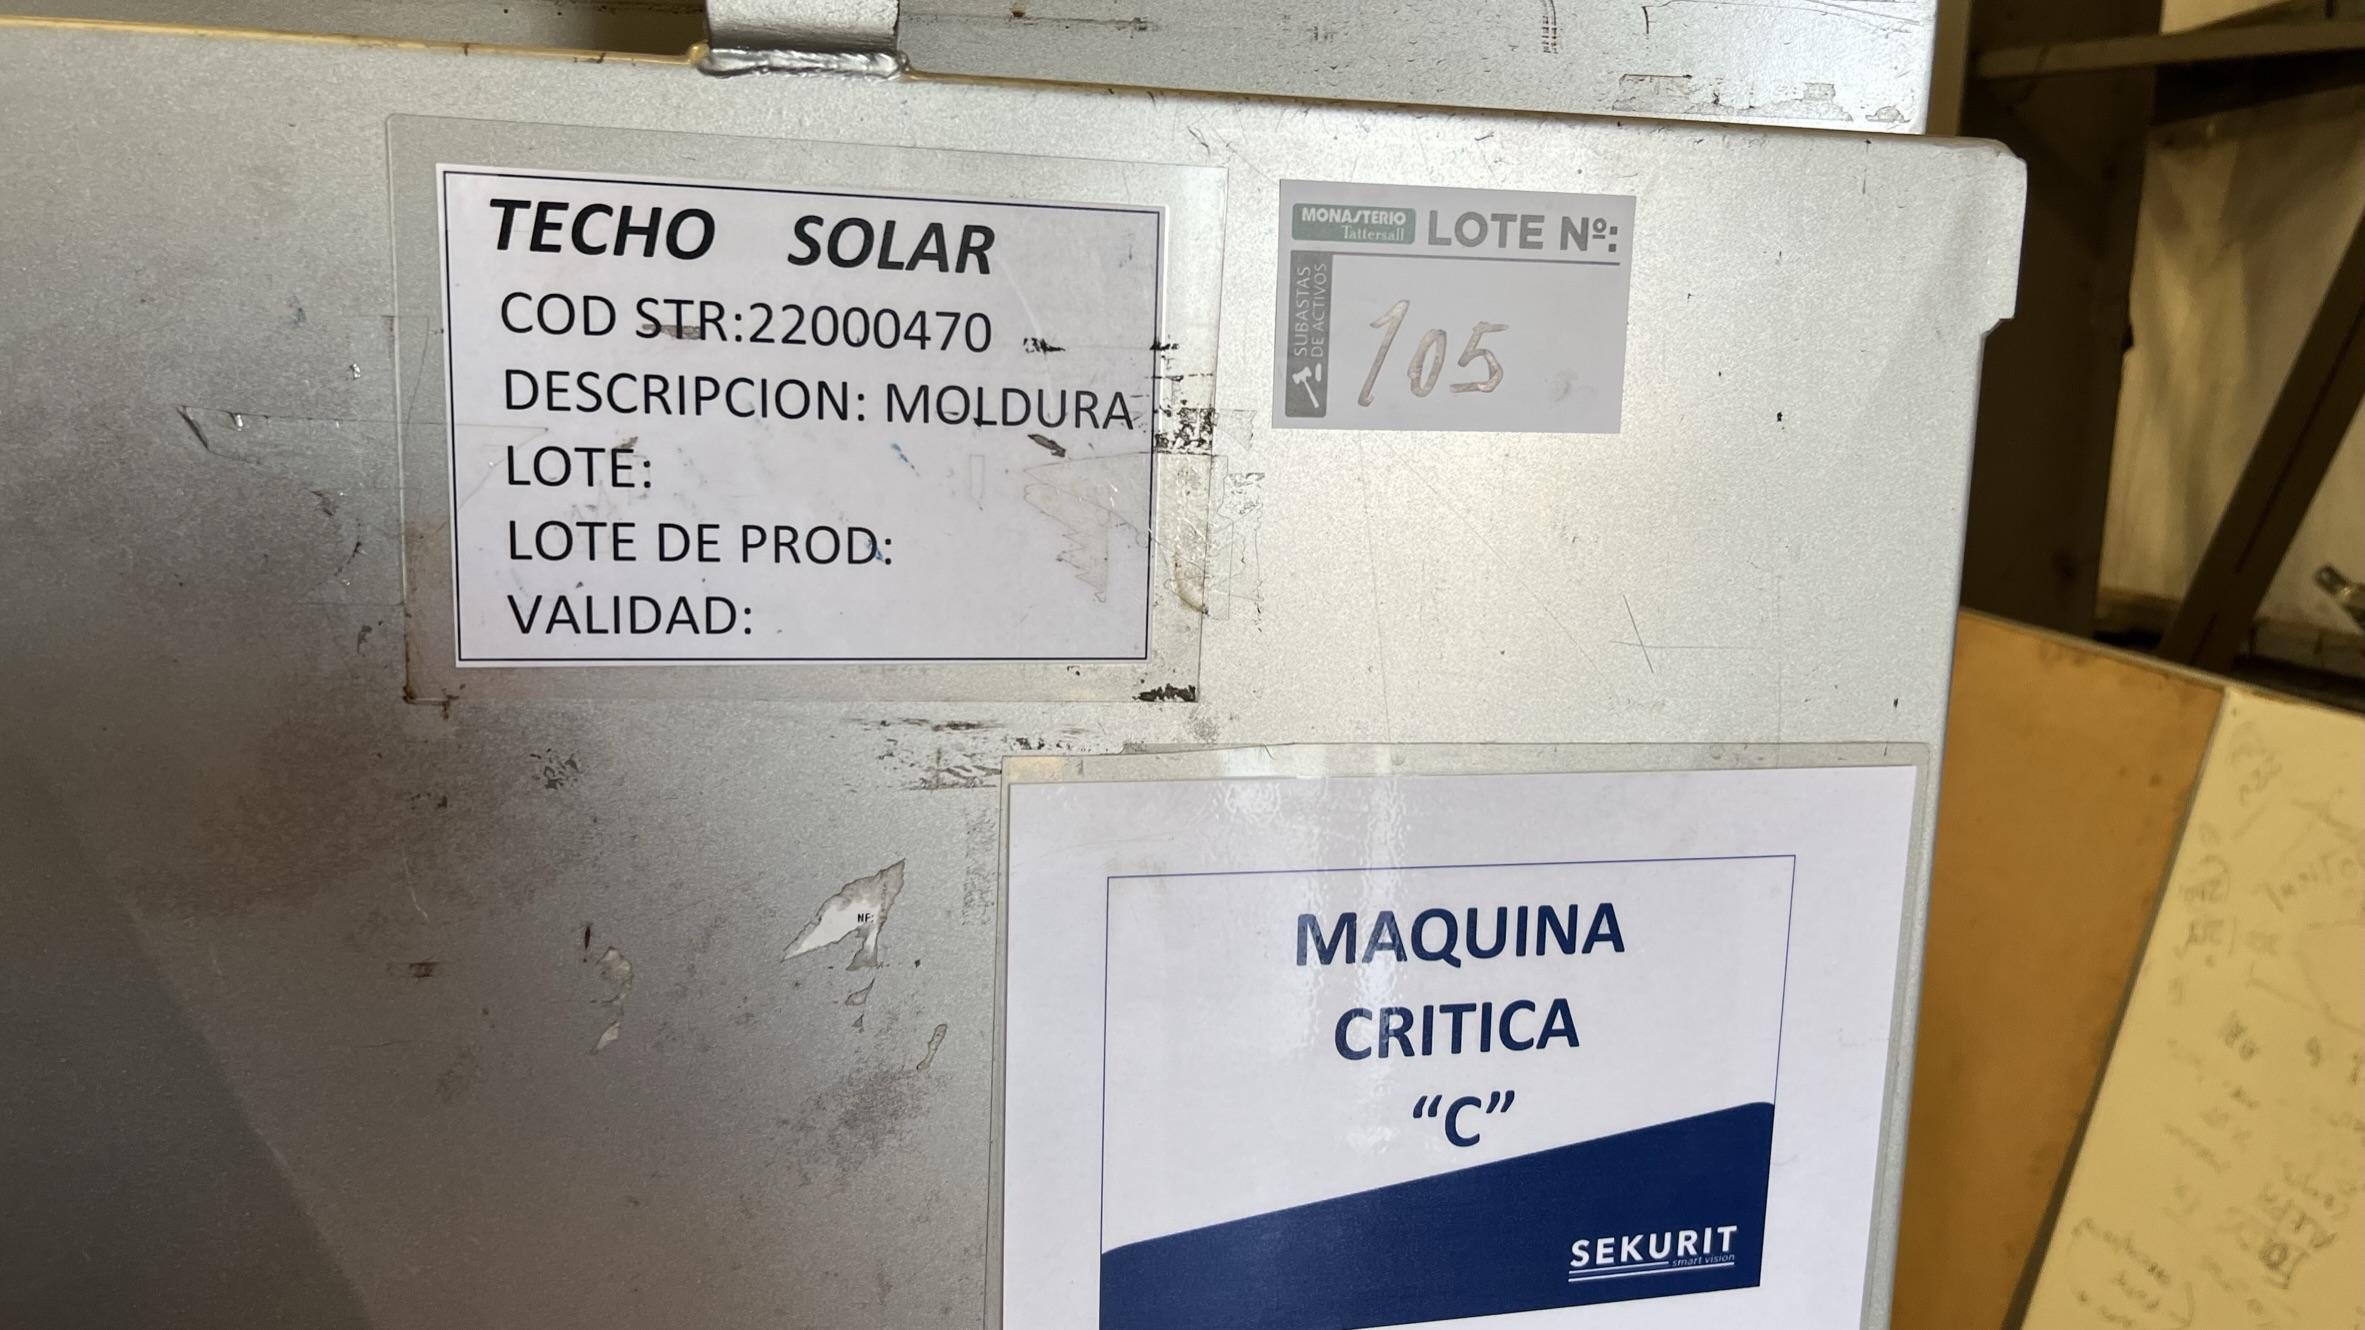 TECHO SOLAR
COD STR:22000470
DESCRIPCION: MOLDURA
LOTE:
LOTE DE PROD:
VALIDAD:
MONASTERIO
Tattersall
LOTE Nº:
SUBASTAS
DE ACTIVOS
105
NF:
MAQUINA
CRITICA
“C”
SEKURIT
smart vision